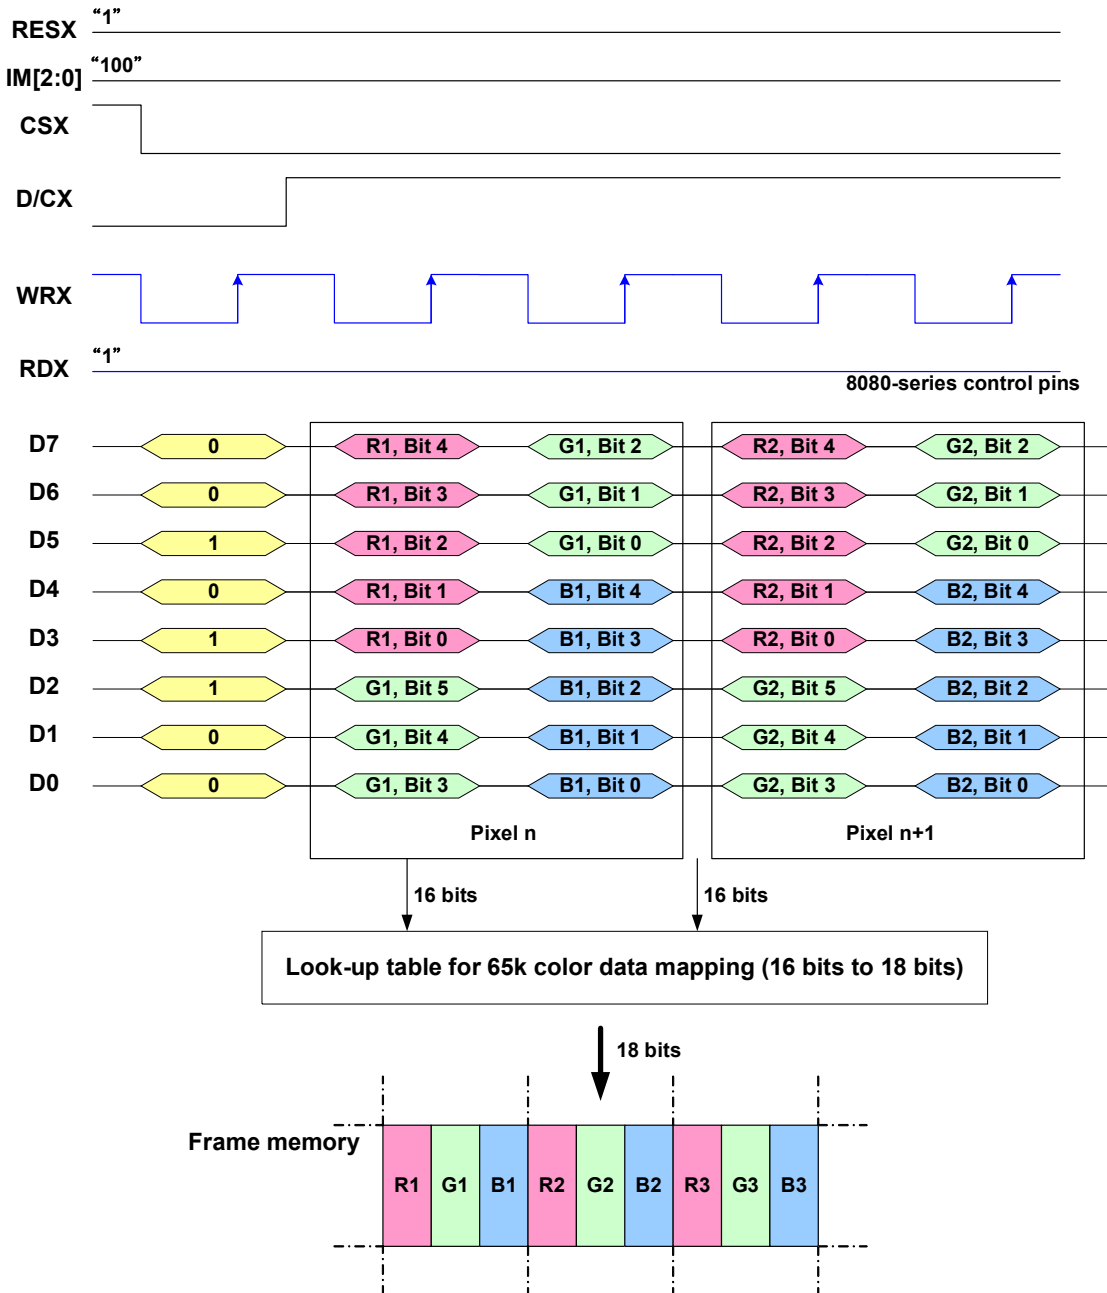 RESX “1”
IM[2:0] “100”
CSX
D/CX
WRX
RDX “1”
8080-series control pins
D7 0 R1, Bit 4 G1, Bit 2 R2, Bit 4 G2, Bit 2
D6 0 R1, Bit 3 G1, Bit 1 R2, Bit 3 G2, Bit 1
D5 1 R1, Bit 2 G1, Bit 0 R2, Bit 2 G2, Bit 0
D4 0 R1, Bit 1 B1, Bit 4 R2, Bit 1 B2, Bit 4
D3 1 R1, Bit 0 B1, Bit 3 R2, Bit 0 B2, Bit 3
D2 1 G1, Bit 5 B1, Bit 2 G2, Bit 5 B2, Bit 2
D1 0 G1, Bit 4 B1, Bit 1 G2, Bit 4 B2, Bit 1
D0 0 G1, Bit 3 B1, Bit 0 G2, Bit 3 B2, Bit 0
Pixel n Pixel n+1
16 bits 16 bits
Look-up table for 65k color data mapping (16 bits to 18 bits)
18 bits
Frame memory
R1 G1 B1 R2 G2 B2 R3 G3 B3